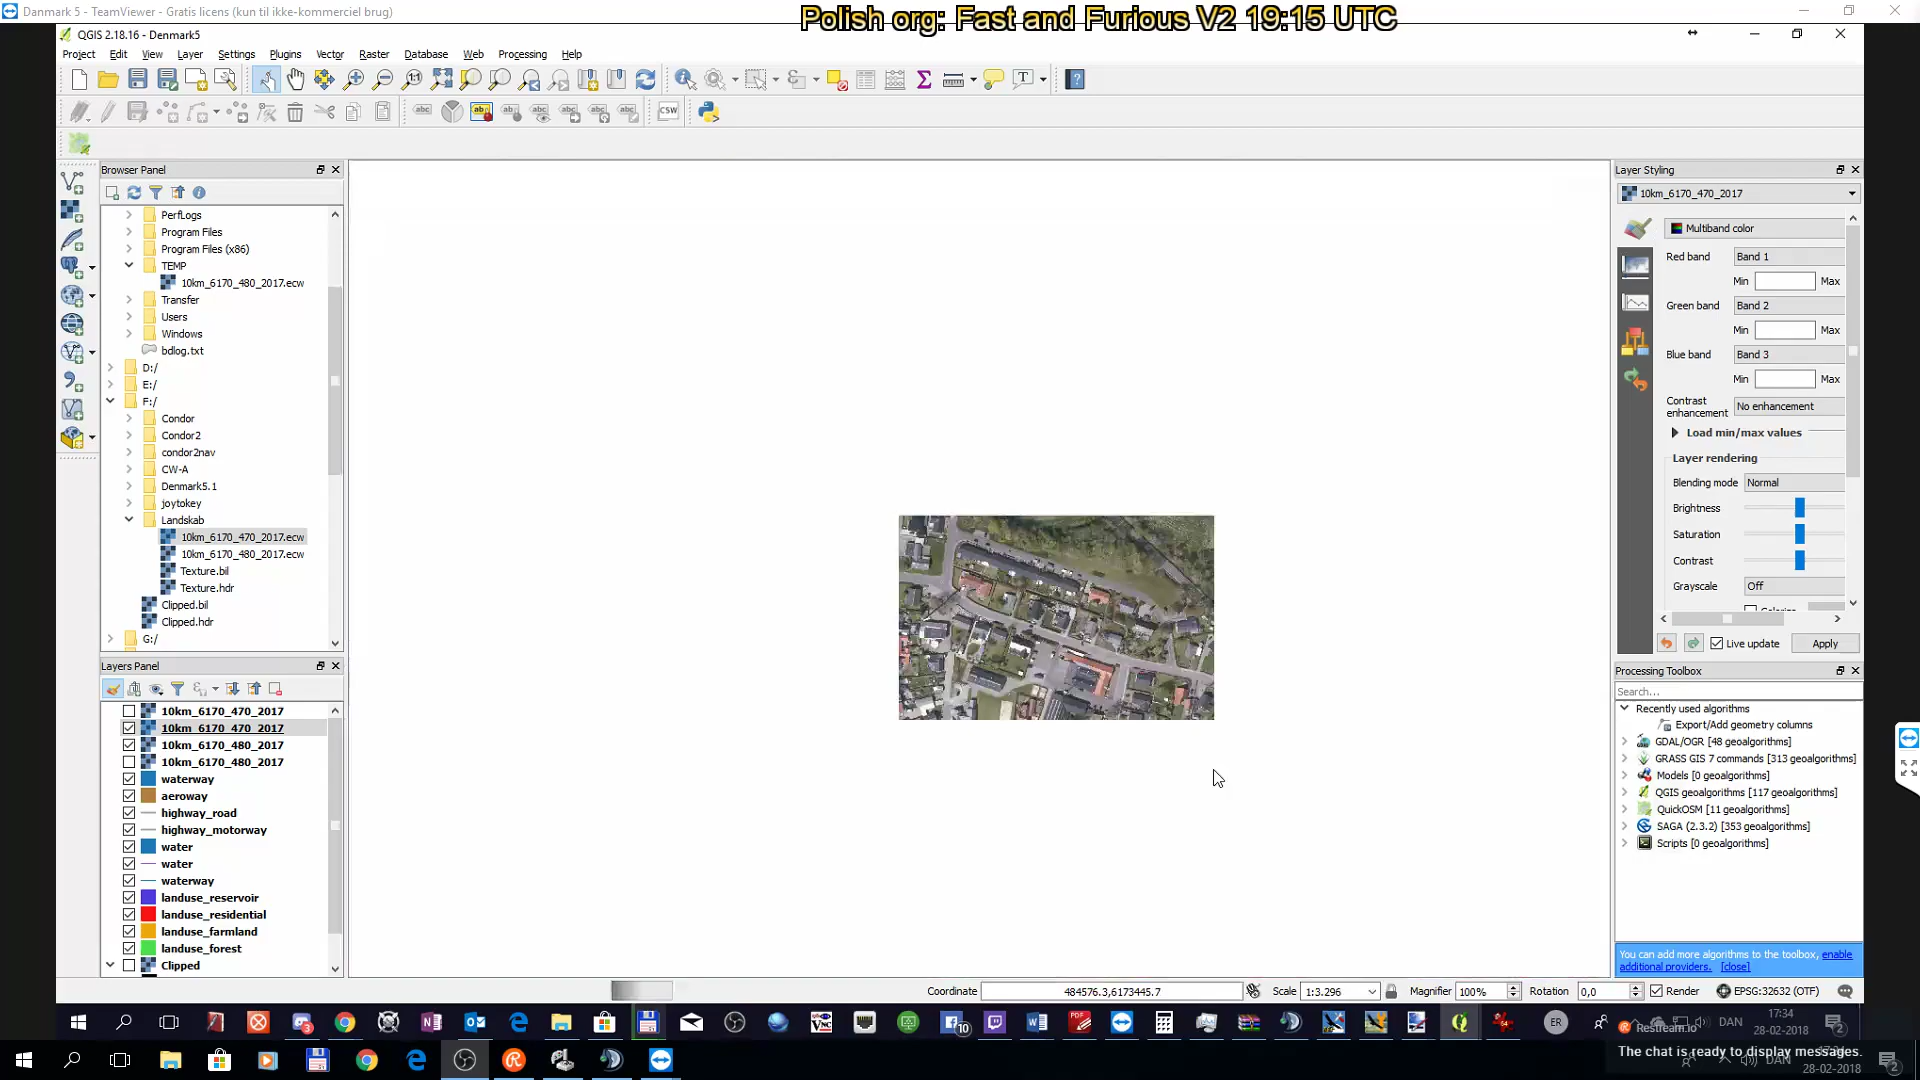 Danmark 5 - TeamViewer - Gratis licens (kun til ikke-kommerciel brug)
Polish org: Fast and Furious V2 19:15 UTC
QGIS 2.18.16 - Denmark5
Project Edit View Layer Settings Plugins Vector Raster Database Web Processing Help
CSW
Browser Panel
PerfLogs
Program Files
Program Files (x86)
TEMP
10km_6170_480_2017.ecw
Transfer
Users
Windows
bdlog.txt
D:/
E:/
F:/
Condor
Condor2
condor2nav
CW-A
Denmark5.1
joytokey
Landskab
10km_6170_470_2017.ecw
10km_6170_480_2017.ecw
Texture.bil
Texture.hdr
Clipped.bil
Clipped.hdr
G:/
Layers Panel
10km_6170_470_2017
10km_6170_470_2017
10km_6170_480_2017
10km_6170_480_2017
waterway
aeroway
highway_road
highway_motorway
water
water
waterway
landuse_reservoir
landuse_residential
landuse_farmland
landuse_forest
Clipped
Layer Styling
10km_6170_470_2017
Multiband color
Red band Band 1
Min Max
Green band Band 2
Min Max
Blue band Band 3
Min Max
Contrast enhancement No enhancement
Load min/max values
Layer rendering
Blending mode Normal
Brightness
Saturation
Contrast
Grayscale Off
Live update Apply
Processing Toolbox
Search...
Recently used algorithms
Export/Add geometry columns
GDAL/OGR [48 geoalgorithms]
GRASS GIS 7 commands [313 geoalgorithms]
Models [0 geoalgorithms]
QGIS geoalgorithms [117 geoalgorithms]
QuickOSM [11 geoalgorithms]
SAGA (2.3.2) [353 geoalgorithms]
Scripts [0 geoalgorithms]
You can add more algorithms to the toolbox, enable
additional providers. [close]
Coordinate 484576.3,6173445.7 Scale 1:3.296 Magnifier 100% Rotation 0,0 Render EPSG:32632 (OTF)
ER
Restream.io
DAN
17:34
28-02-2018
The chat is ready to display messages.
DAN
28-02-2018